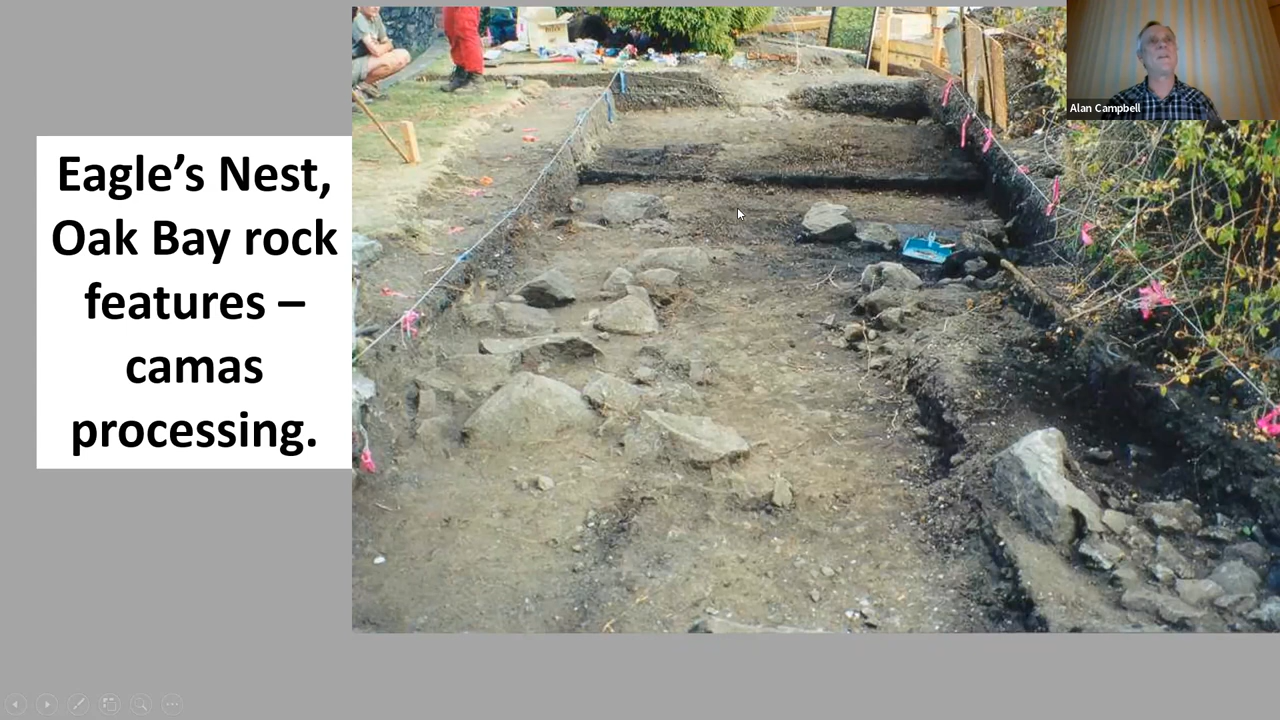 Eagle’s Nest,
Oak Bay rock
features –
camas
processing.
Alan Campbell